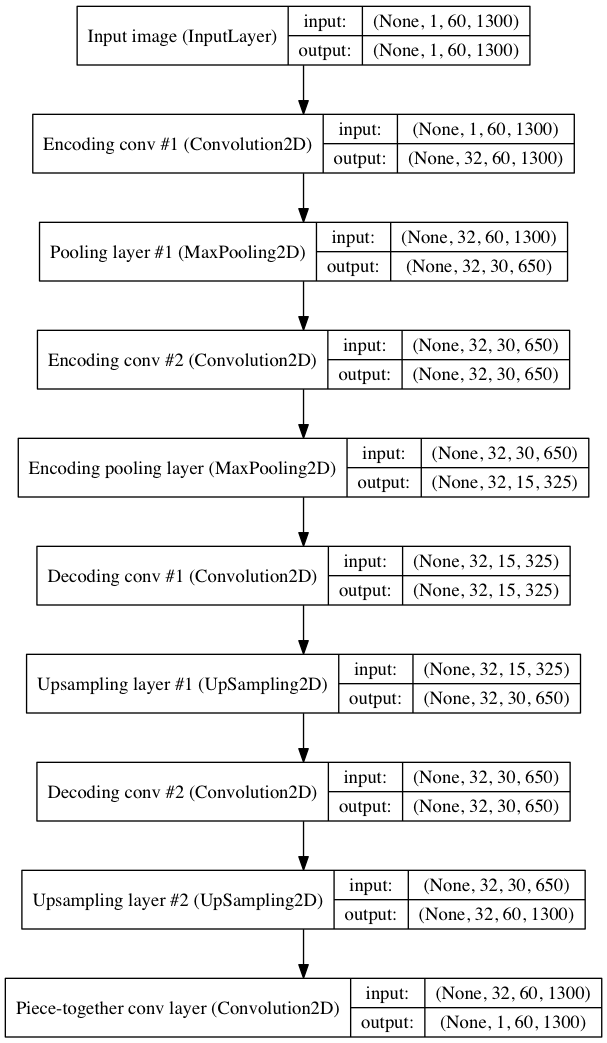 Input image (InputLayer)
input: (None, 1, 60, 1300)
output: (None, 1, 60, 1300)
Encoding conv #1 (Convolution2D)
input: (None, 1, 60, 1300)
output: (None, 32, 60, 1300)
Pooling layer #1 (MaxPooling2D)
input: (None, 32, 60, 1300)
output: (None, 32, 30, 650)
Encoding conv #2 (Convolution2D)
input: (None, 32, 30, 650)
output: (None, 32, 30, 650)
Encoding pooling layer (MaxPooling2D)
input: (None, 32, 30, 650)
output: (None, 32, 15, 325)
Decoding conv #1 (Convolution2D)
input: (None, 32, 15, 325)
output: (None, 32, 15, 325)
Upsampling layer #1 (UpSampling2D)
input: (None, 32, 15, 325)
output: (None, 32, 30, 650)
Decoding conv #2 (Convolution2D)
input: (None, 32, 30, 650)
output: (None, 32, 30, 650)
Upsampling layer #2 (UpSampling2D)
input: (None, 32, 30, 650)
output: (None, 32, 60, 1300)
Piece-together conv layer (Convolution2D)
input: (None, 32, 60, 1300)
output: (None, 1, 60, 1300)